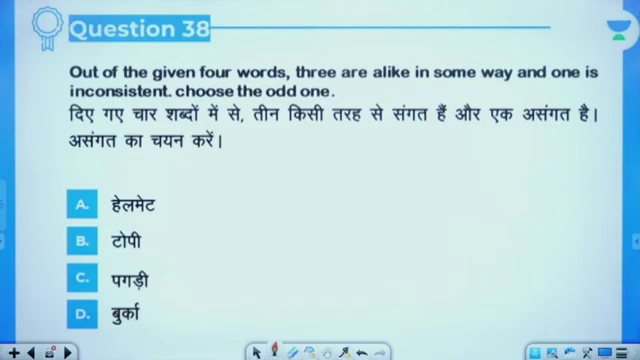 Question 38
Out of the given four words, three are alike in some way and one is
inconsistent. choose the odd one.
दिए गए चार शब्दों में से, तीन किसी तरह से संगत हैं और एक असंगत है।
असंगत का चयन करें।
A. हेलमेट
B. टोपी
C. पगड़ी
D. बुर्का